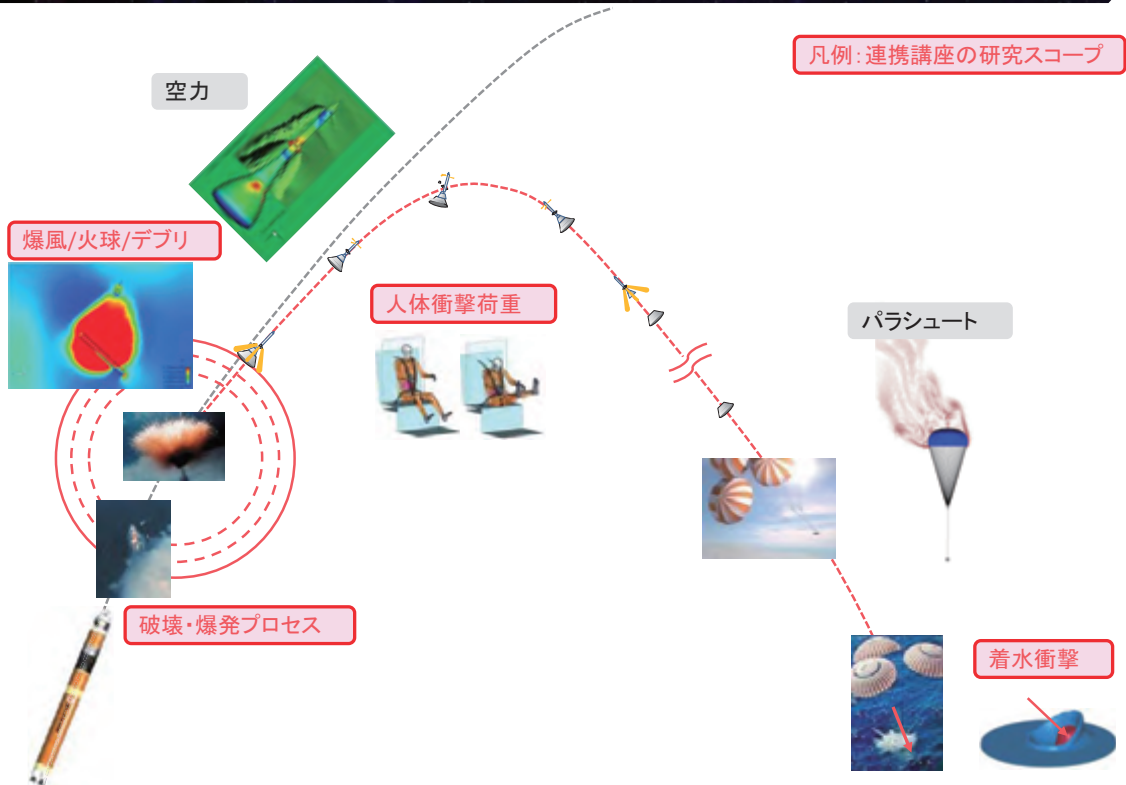 凡例：連携講座の研究スコープ
空力
爆風/火球/デブリ
人体衝撃荷重
パラシュート
破壊・爆発プロセス
着水衝撃